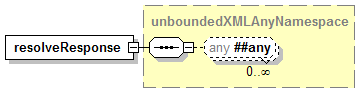 unboundedXMLAnyNamespace
resolveResponse
any ##any
0..∞